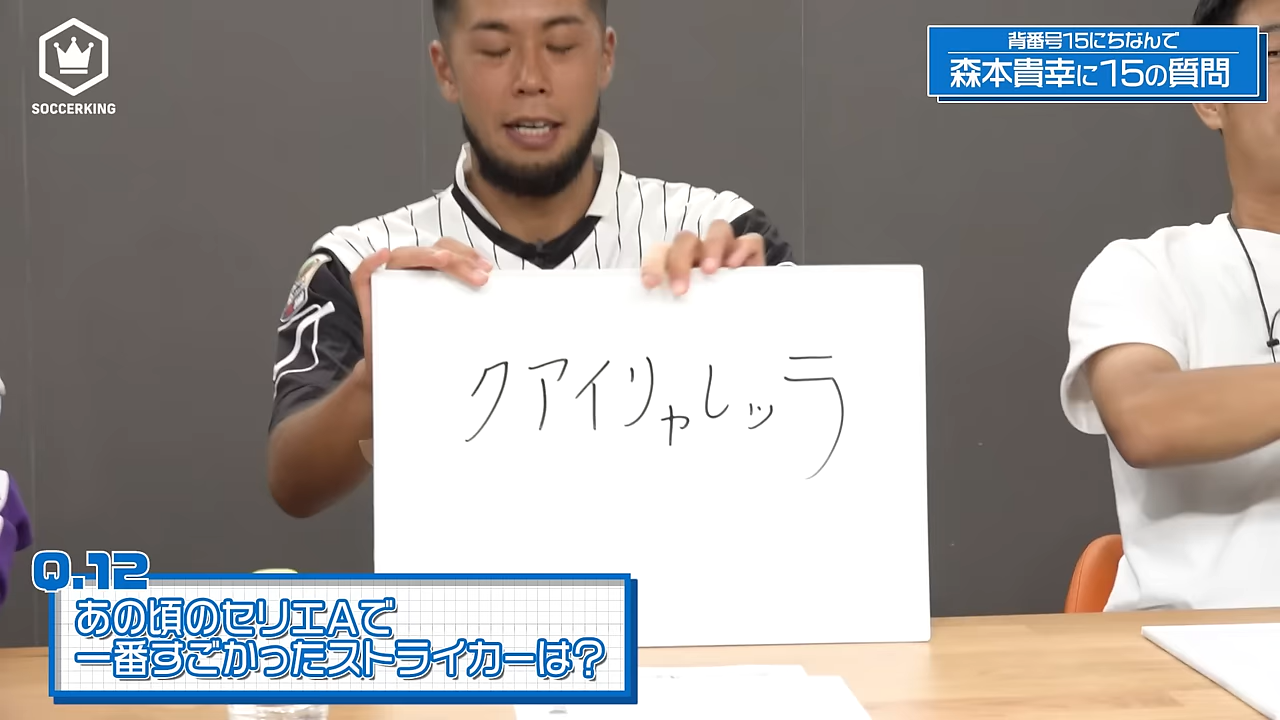 SOCCERKING
背番号15にちなんで
森本貴幸に15の質問
クアイリャレッラ
Q.12
あの頃のセリエAで
一番すごかったストライカーは？